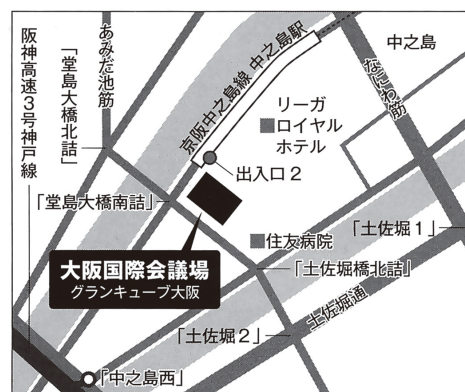 阪神高速3号神戸線
「堂島大橋北詰」
あみだ池筋
京阪中之島線 中之島駅
中之島
なにわ筋
リーガ
ロイヤル
ホテル
出入口2
「堂島大橋南詰」
「土佐堀1」
住友病院
大阪国際会議場
グランキューブ大阪
「土佐堀橋北詰」
土佐堀通
「土佐堀2」
「中之島西」